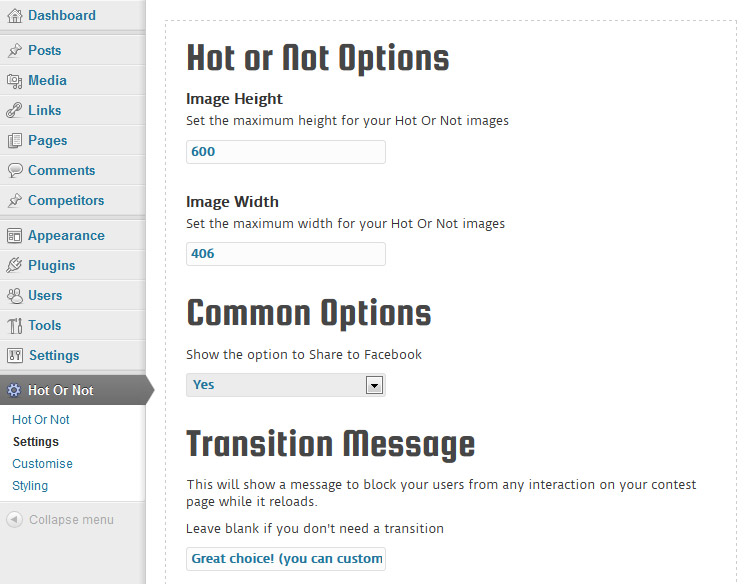 Dashboard
Posts
Media
Links
Pages
Comments
Competitors
Appearance
Plugins
Users
Tools
Settings
Hot Or Not
Hot Or Not
Settings
Customise
Styling
Collapse menu
Hot or Not Options
Image Height
Set the maximum height for your Hot Or Not images
600
Image Width
Set the maximum width for your Hot Or Not images
406
Common Options
Show the option to Share to Facebook
Yes
Transition Message
This will show a message to block your users from any interaction on your contest
page while it reloads.
Leave blank if you don't need a transition
Great choice! (you can custom